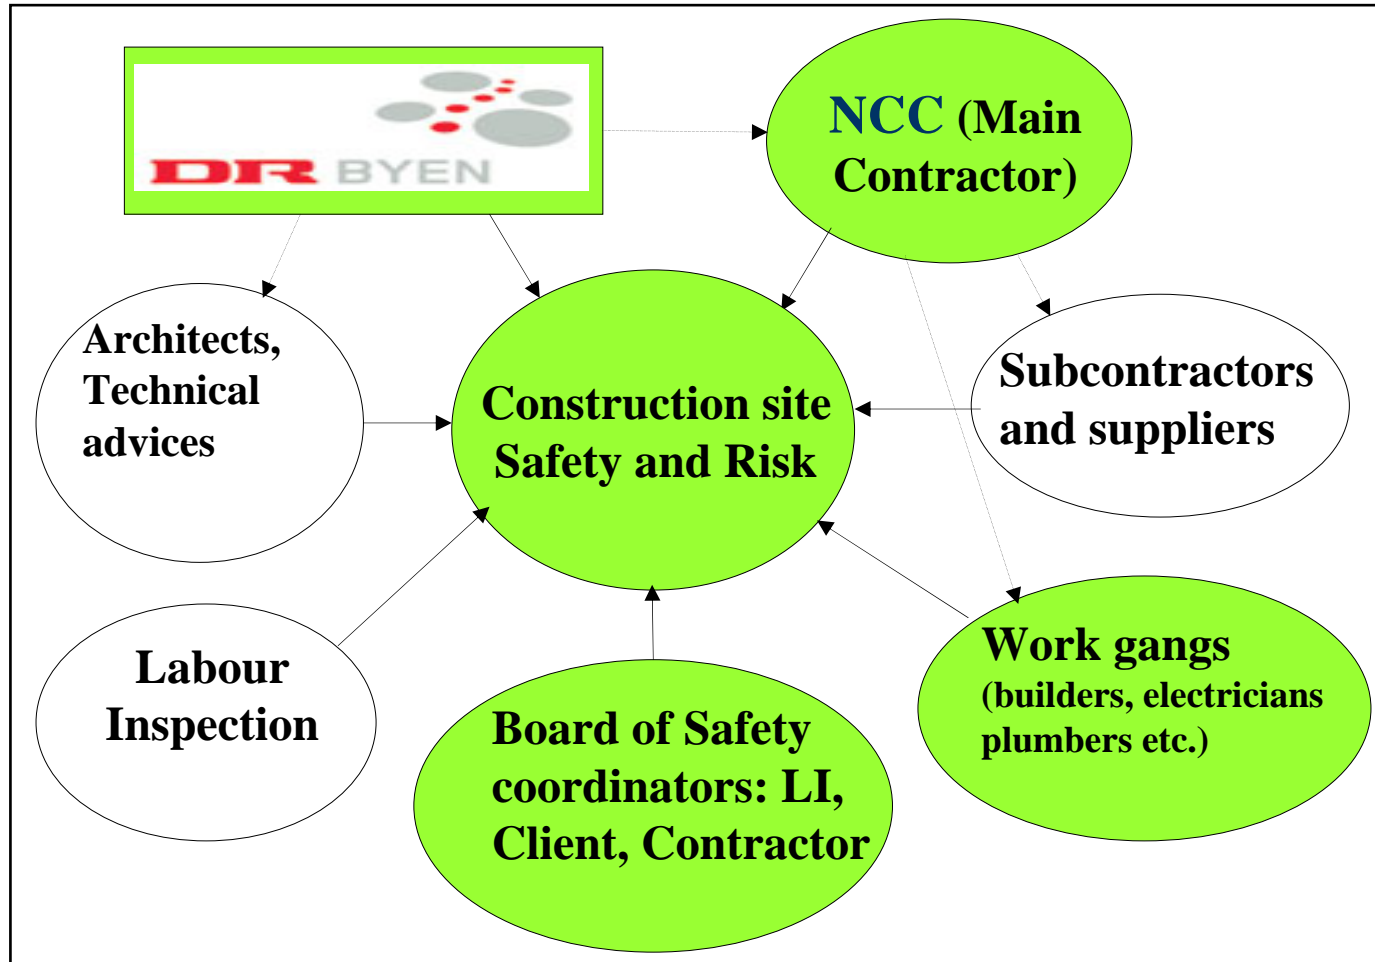 DR BYEN
NCC (Main
Contractor)
Architects,
Technical
advices
Construction site
Safety and Risk
Subcontractors
and suppliers
Labour
Inspection
Board of Safety
coordinators: LI,
Client, Contractor
Work gangs
(builders, electricians
plumbers etc.)